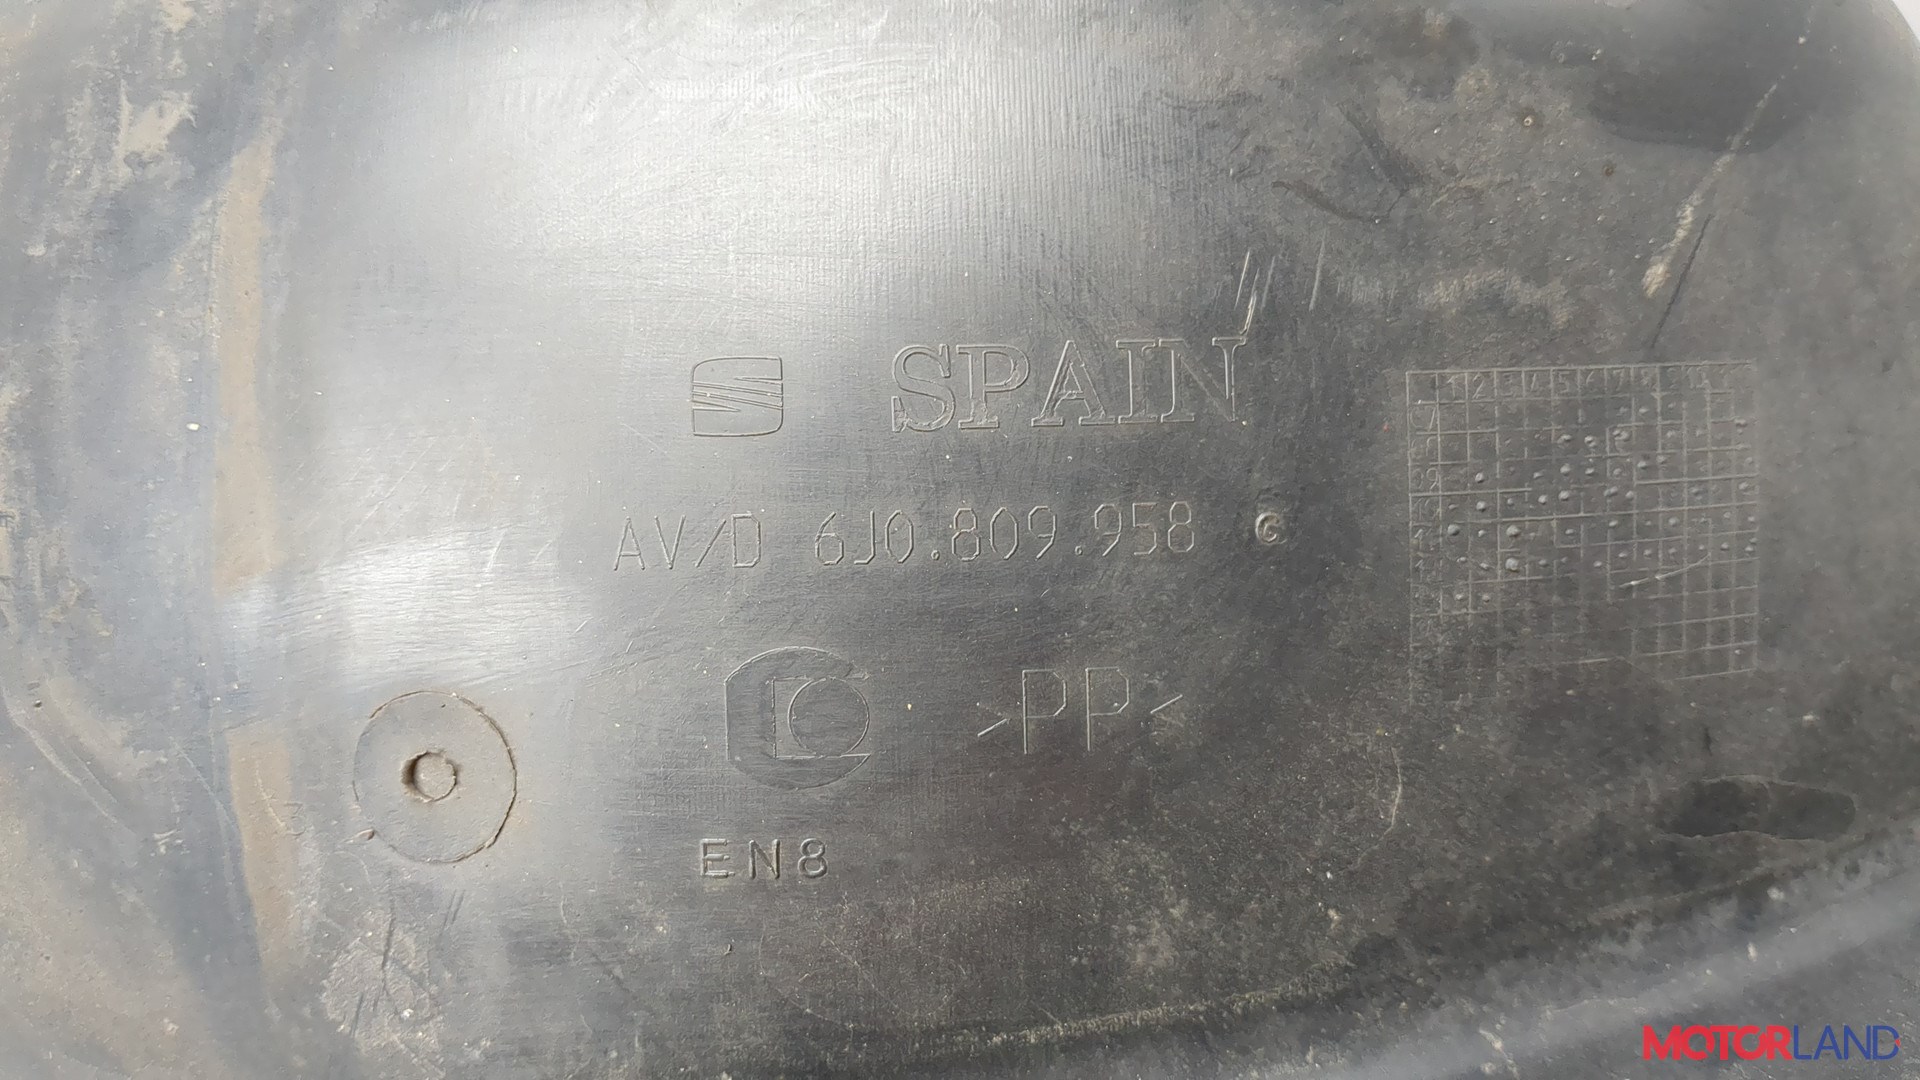 SPAIN
AV/D 6J0.809.958 G
>PP<
EN8
MOTORLAND